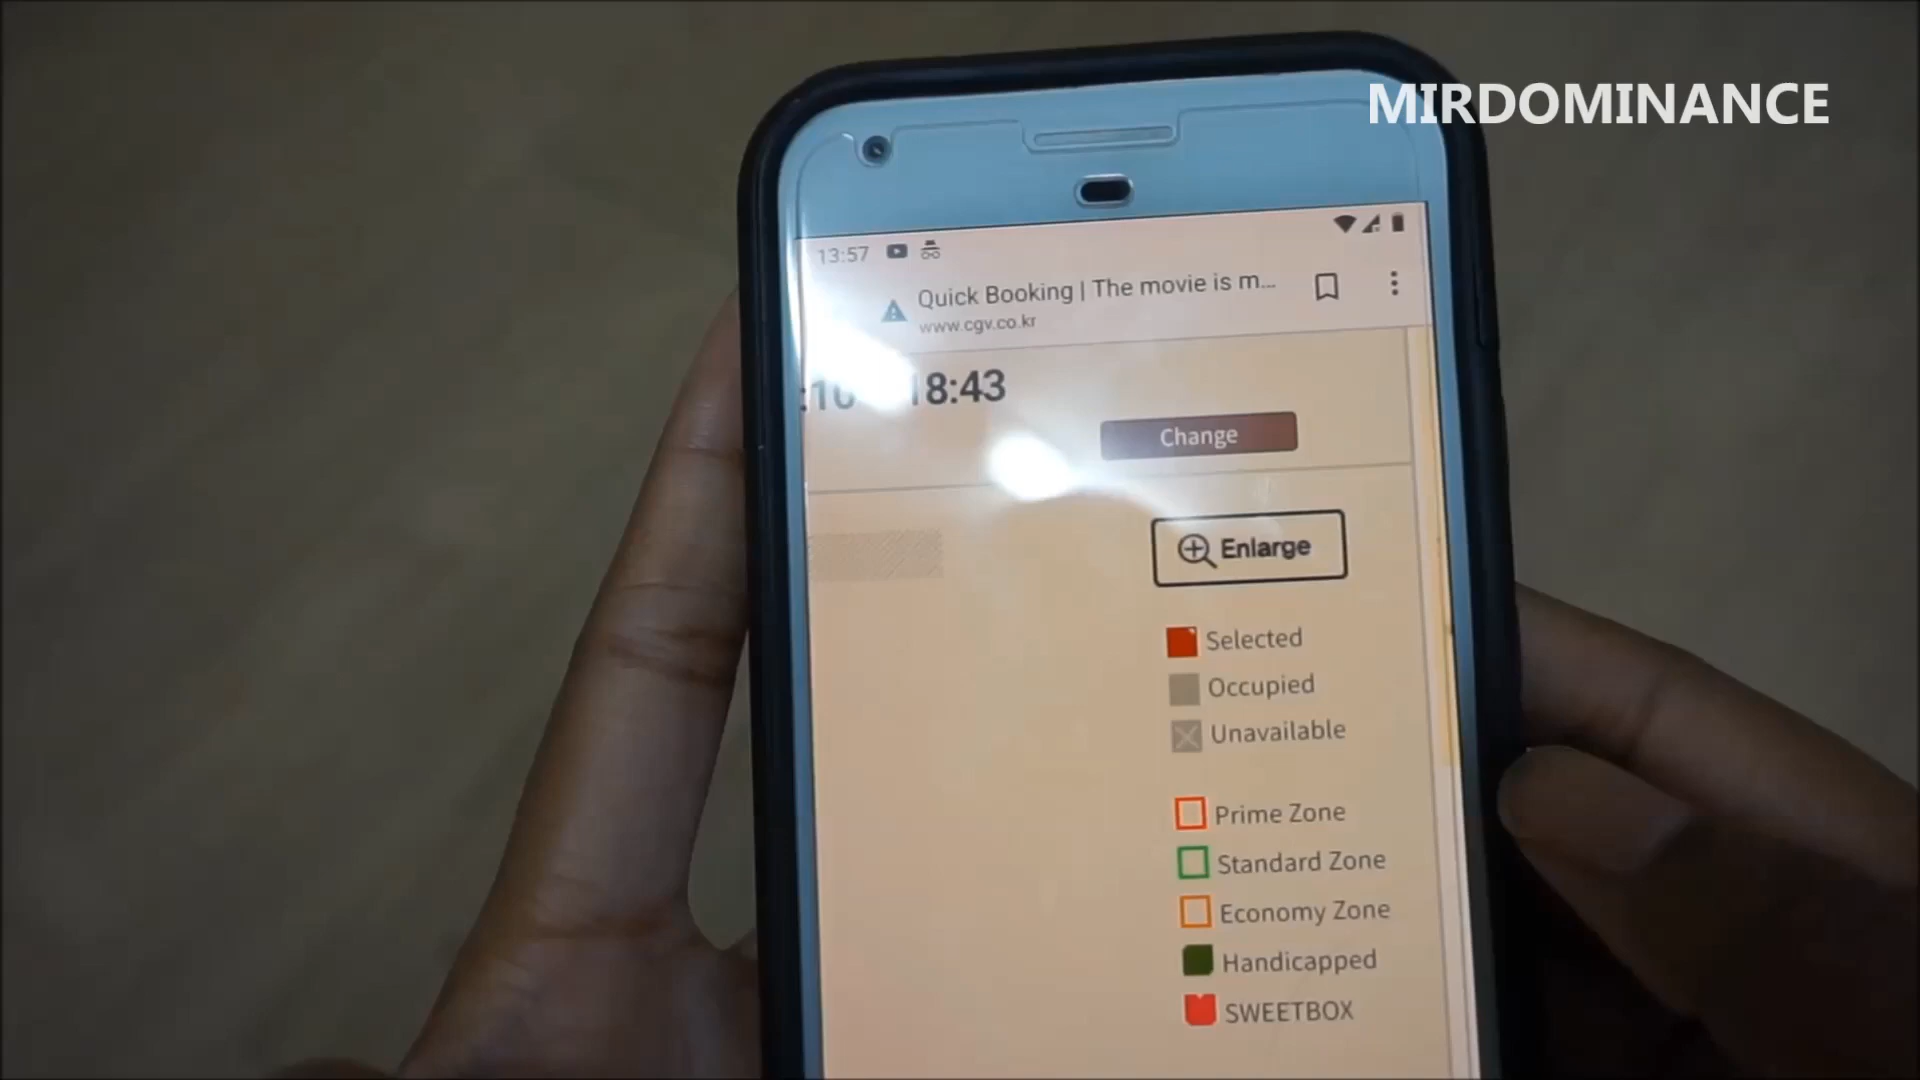 MIRDOMINANCE
13:57
Quick Booking | The movie is m...
www.cgv.co.kr
18:43
Change
Enlarge
Selected
Occupied
Unavailable
Prime Zone
Standard Zone
Economy Zone
Handicapped
SWEETBOX